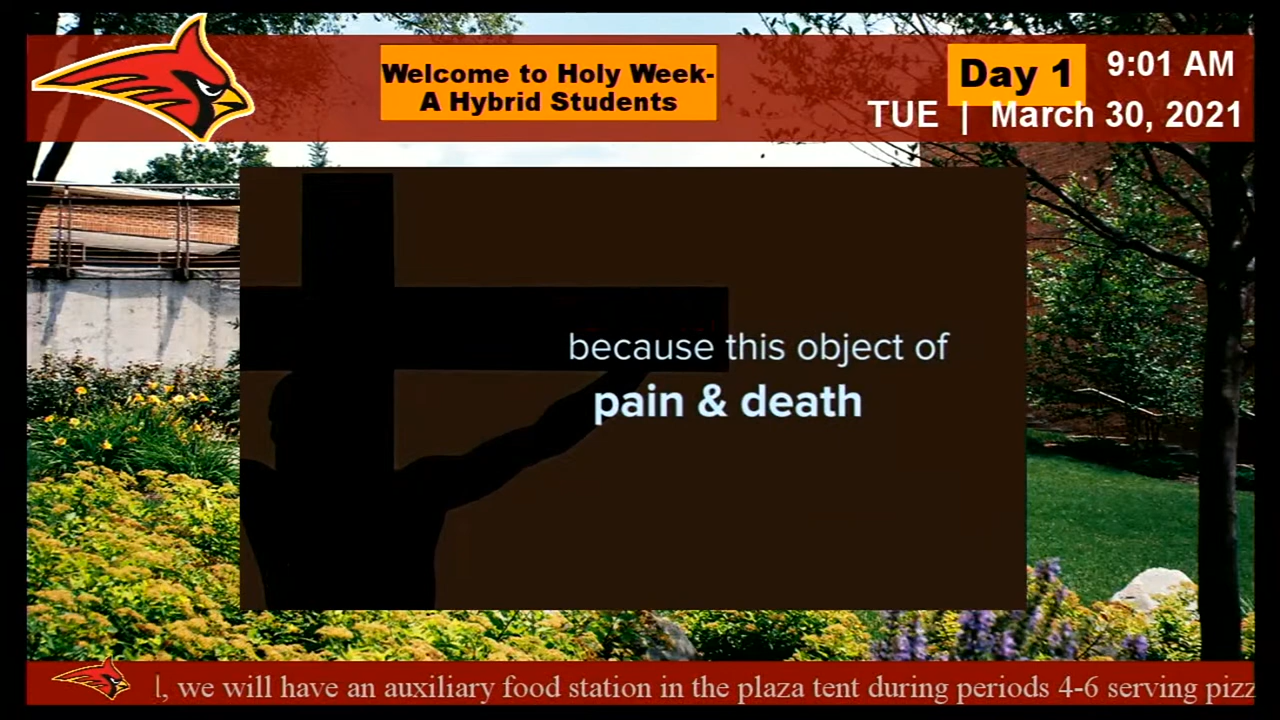 Welcome to Holy Week-
A Hybrid Students
Day 1
9:01 AM
TUE | March 30, 2021
because this object of
pain & death
we will have an auxiliary food station in the plaza tent during periods 4-6 serving